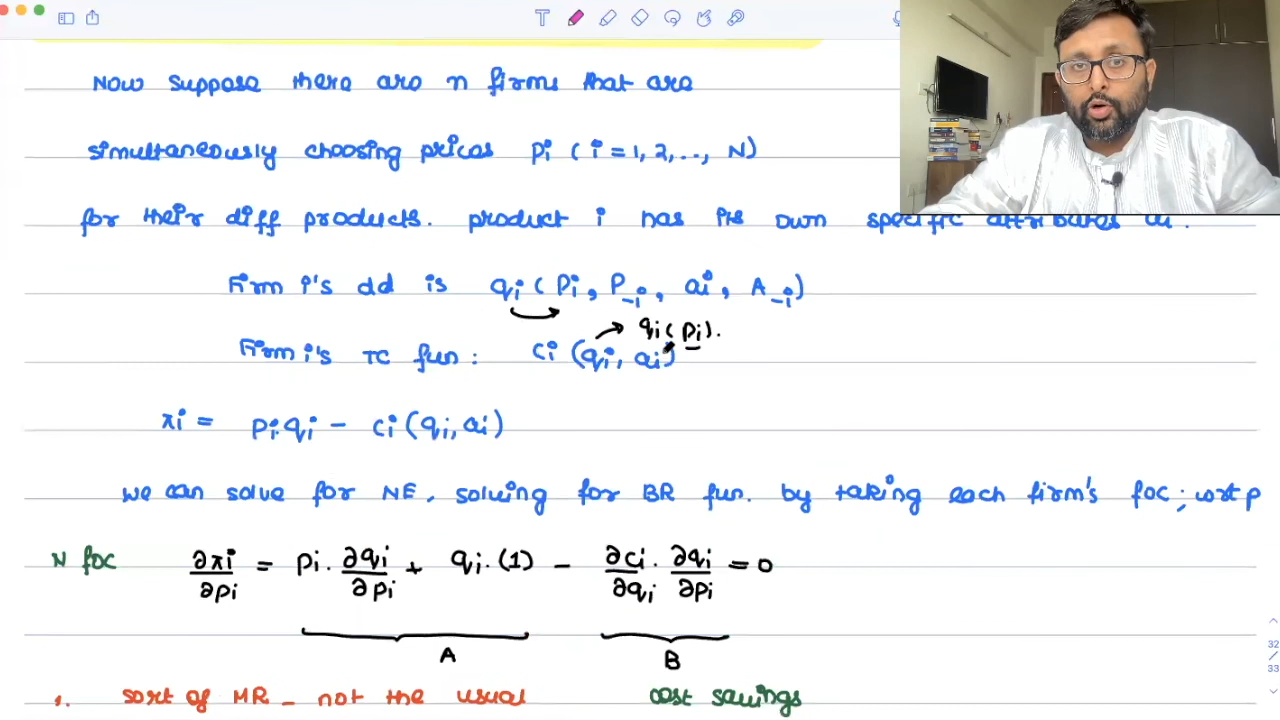 Now suppose there are n firms that are
simultaneously choosing prices pi (i=1,2,.., N)
for their diff products. product i has its own specific attributes ai.
Firm i's dd is qi (Pi, P-i, ai, A-i)
qi(pi).
Firm i's TC fun: Ci (qi, ai)
πi = Pi.qi - Ci (qi, ai)
we can solve for NE, solving for BR fun. by taking each firm's foc; wrt p
N foc ∂πi/∂pi = pi . ∂qi/∂pi + qi.(1) - ∂Ci/∂qi . ∂qi/∂pi = 0
A B
1. sort of MR - not the usual cost savings
32
/
33